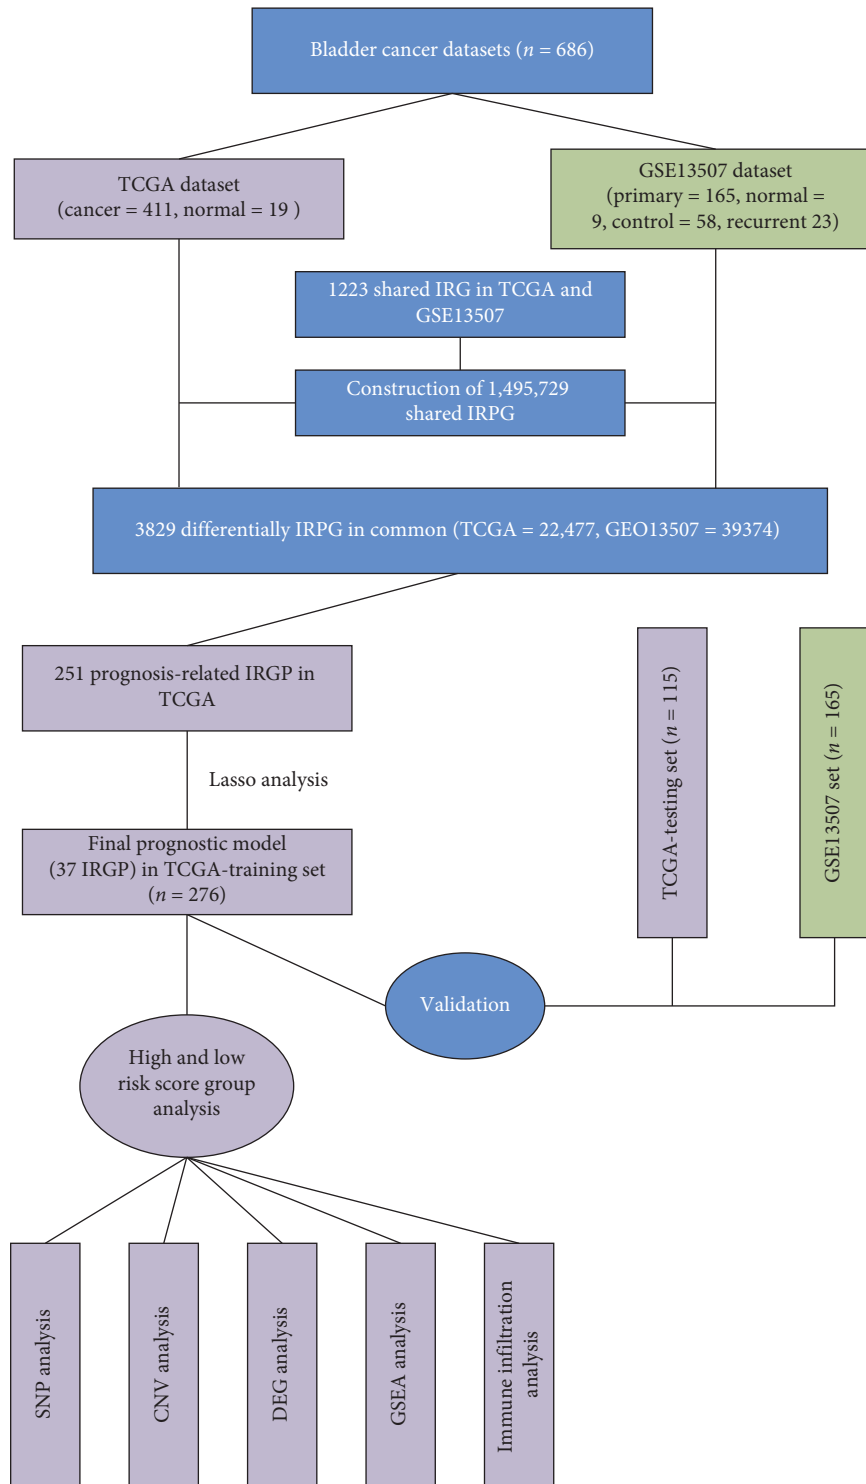 Bladder cancer datasets (n = 686)
TCGA dataset
(cancer = 411, normal = 19 )
GSE13507 dataset
(primary = 165, normal =
9, control = 58, recurrent 23)
1223 shared IRG in TCGA and
GSE13507
Construction of 1,495,729
shared IRPG
3829 differentially IRPG in common (TCGA = 22,477, GEO13507 = 39374)
251 prognosis-related IRGP in
TCGA
Lasso analysis
Final prognostic model
(37 IRGP) in TCGA-training set
(n = 276)
TCGA-testing set (n = 115)
GSE13507 set (n = 165)
Validation
High and low
risk score group
analysis
SNP analysis
CNV analysis
DEG analysis
GSEA analysis
Immune infiltration
analysis